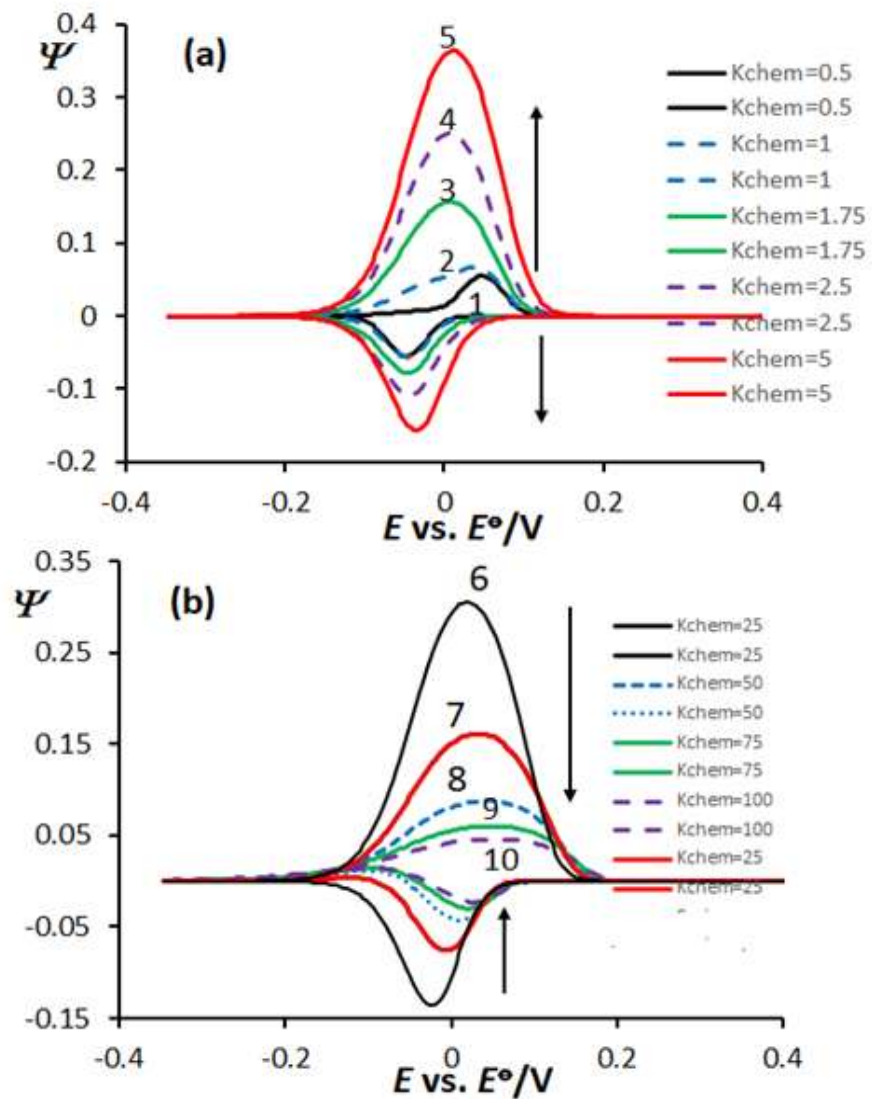 Ψ
(a)
0.4
0.3
0.2
0.1
0
-0.1
-0.2
5
4
3
2
1
Kchem=0.5
Kchem=0.5
Kchem=1
Kchem=1
Kchem=1.75
Kchem=1.75
Kchem=2.5
Kchem=2.5
Kchem=5
Kchem=5
-0.4 -0.2 0 0.2 0.4
E vs. E°/V
Ψ
(b)
0.35
0.25
0.15
0.05
-0.05
-0.15
6
7
8
9
10
Kchem=25
Kchem=25
Kchem=50
Kchem=50
Kchem=75
Kchem=75
Kchem=100
Kchem=100
Kchem=25
Kchem=25
-0.4 -0.2 0 0.2 0.4
E vs. E°/V